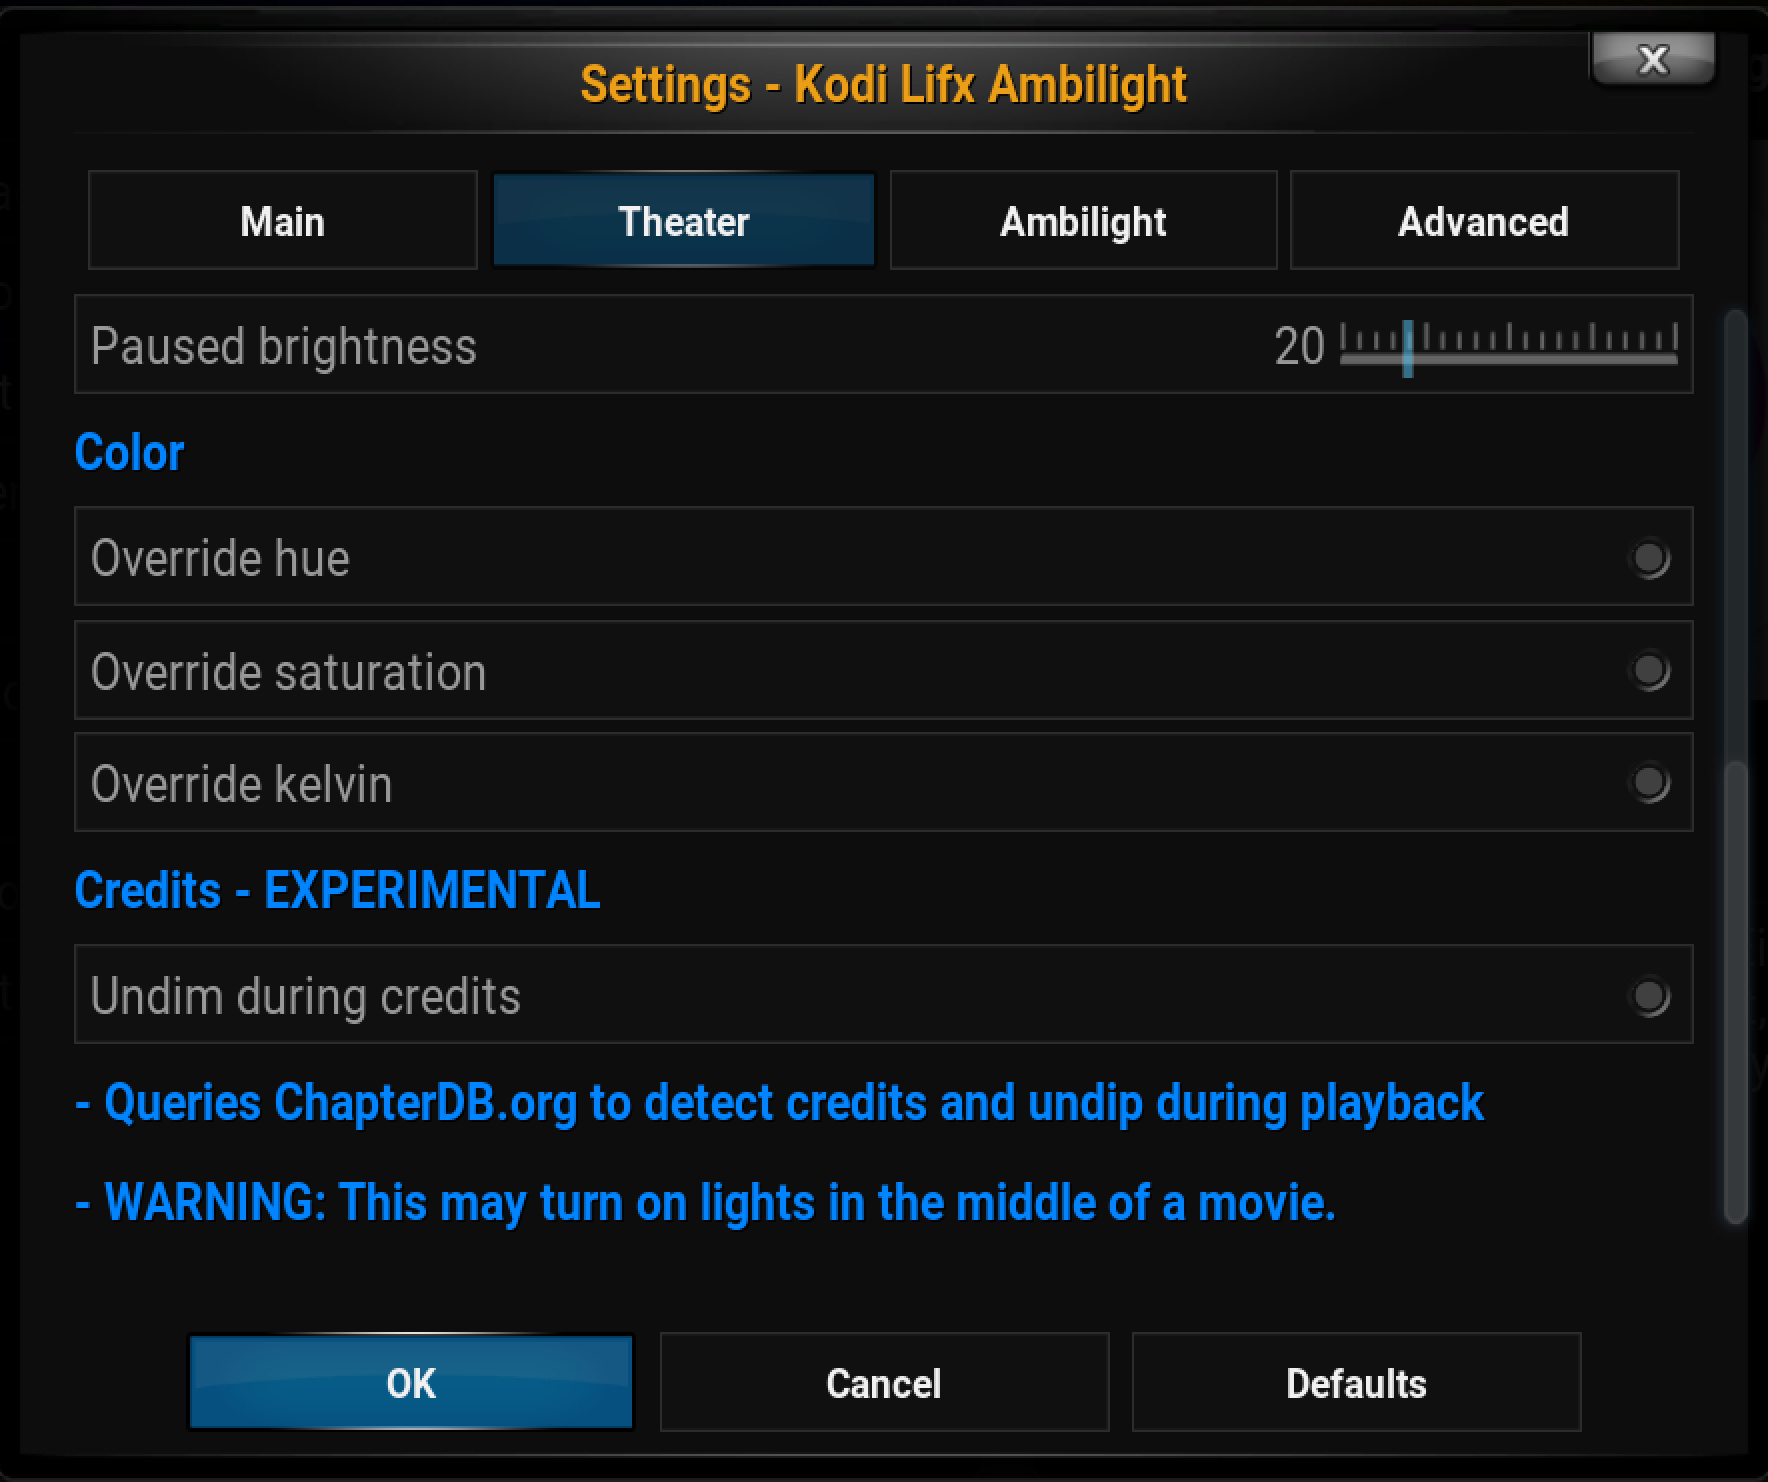 Settings - Kodi Lifx Ambilight
x
Main Theater Ambilight Advanced
Paused brightness 20
Color
Override hue
Override saturation
Override kelvin
Credits - EXPERIMENTAL
Undim during credits
- Queries ChapterDB.org to detect credits and undip during playback
- WARNING: This may turn on lights in the middle of a movie.
OK Cancel Defaults